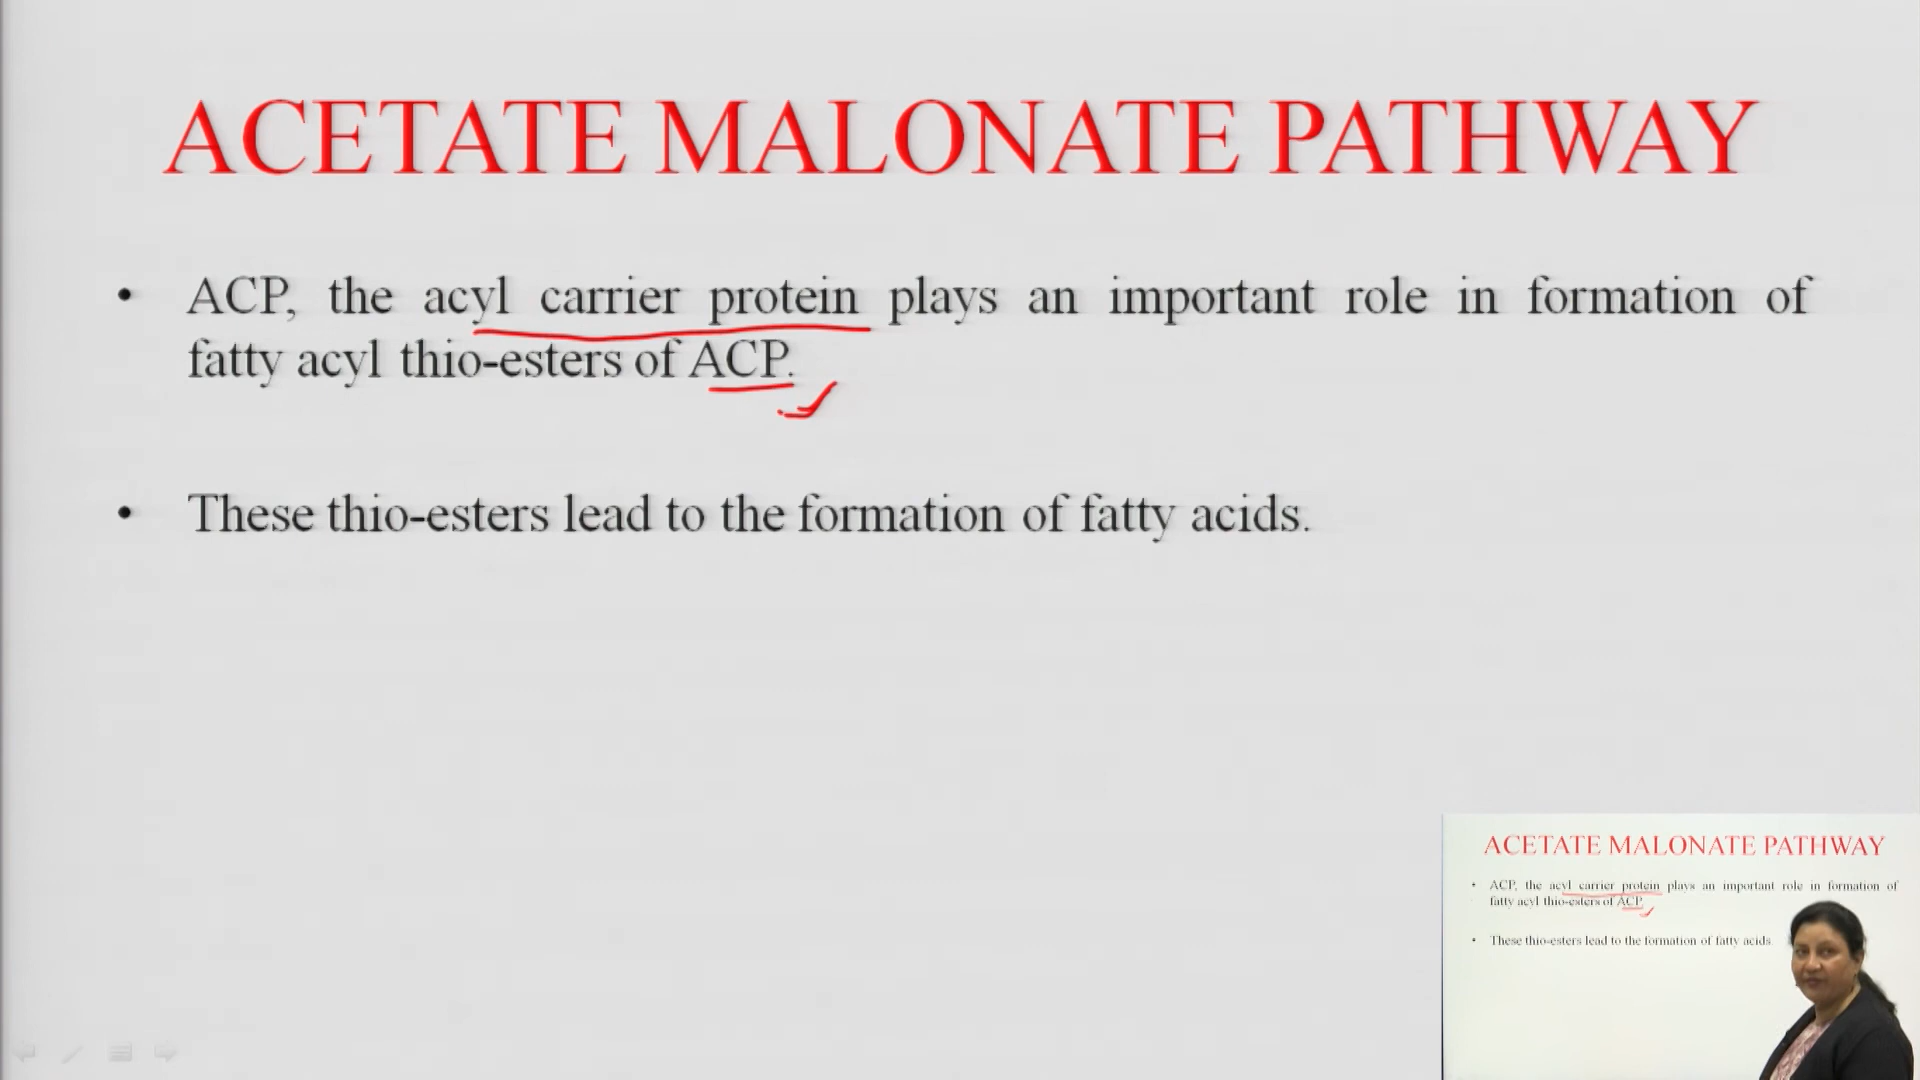 ACETATE MALONATE PATHWAY
• ACP, the acyl carrier protein plays an important role in formation of
fatty acyl thio-esters of ACP.
• These thio-esters lead to the formation of fatty acids.
ACETATE MALONATE PATHWAY
• ACP, the acyl carrier protein plays an important role in formation of
fatty acyl thio-esters of ACP
• These thio-esters lead to the formation of fatty acids